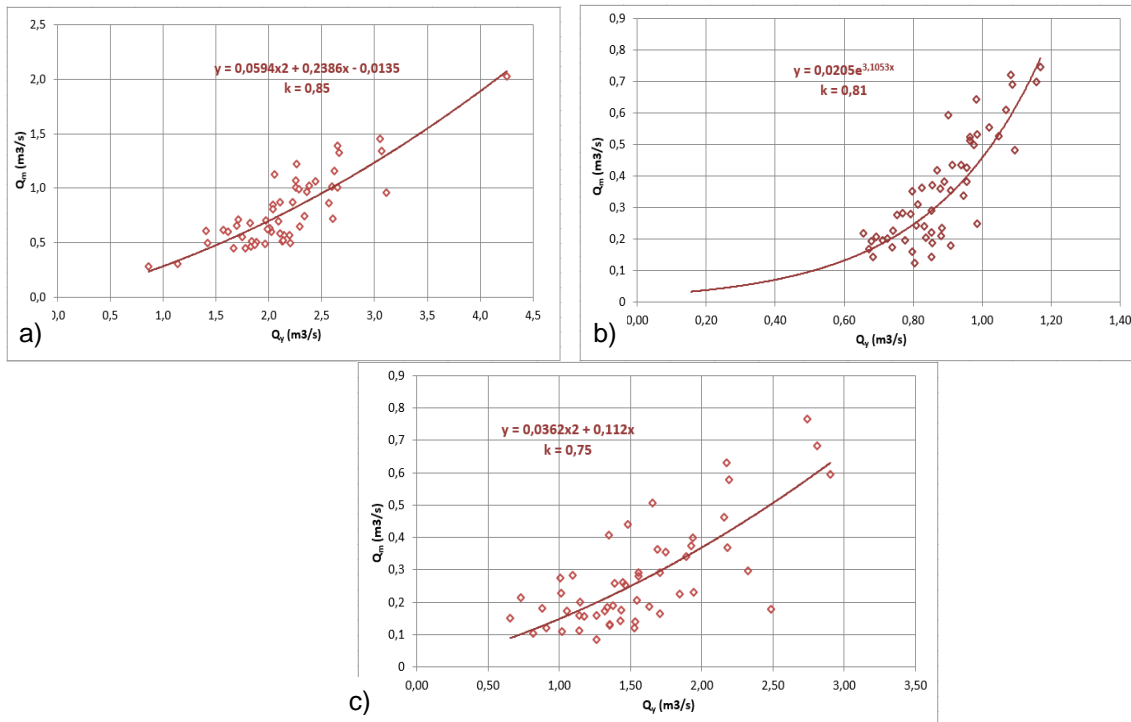 2,5
2,0
1,5
1,0
0,5
0,0
Qm (m3/s)
y = 0,0594x2 + 0,2386x - 0,0135
k = 0,85
0,0 0,5 1,0 1,5 2,0 2,5 3,0 3,5 4,0 4,5
Qy (m3/s)
a)
0,9
0,8
0,7
0,6
0,5
0,4
0,3
0,2
0,1
0
Qm (m3/s)
y = 0,0205e3,1053x
k = 0,81
0,00 0,20 0,40 0,60 0,80 1,00 1,20 1,40
Qy (m3/s)
b)
0,9
0,8
0,7
0,6
0,5
0,4
0,3
0,2
0,1
0
Qm (m3/s)
y = 0,0362x2 + 0,112x
k = 0,75
0,00 0,50 1,00 1,50 2,00 2,50 3,00 3,50
Qy (m3/s)
c)